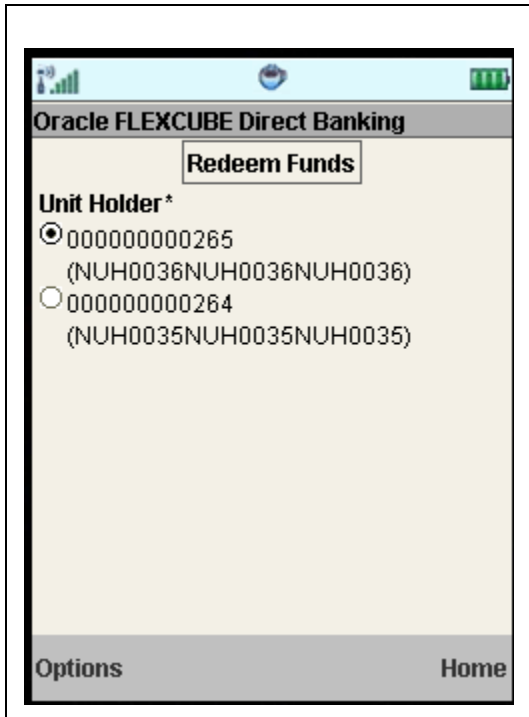 Oracle FLEXCUBE Direct Banking
Redeem Funds
Unit Holder*
000000000265
(NUH0036NUH0036NUH0036)
000000000264
(NUH0035NUH0035NUH0035)
Options Home